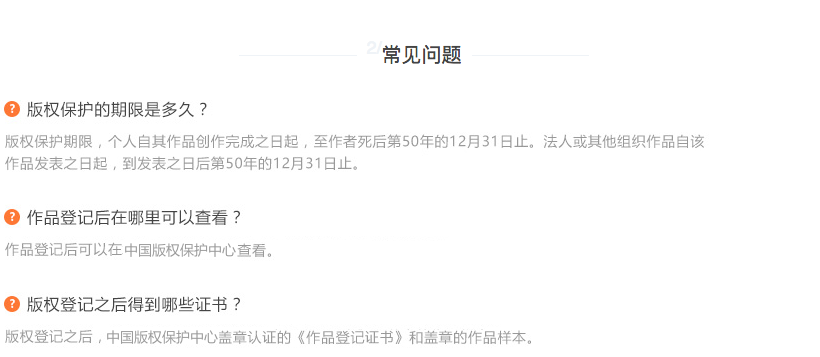 常见问题
版权保护的期限是多久？
版权保护期限，个人自其作品创作完成之日起，至作者死后第50年的12月31日止。法人或其他组织作品自该
作品发表之日起，到发表之日后第50年的12月31日止。
作品登记后在哪里可以查看？
作品登记后可以在中国版权保护中心查看。
版权登记之后得到哪些证书？
版权登记之后，中国版权保护中心盖章认证的《作品登记证书》和盖章的作品样本。